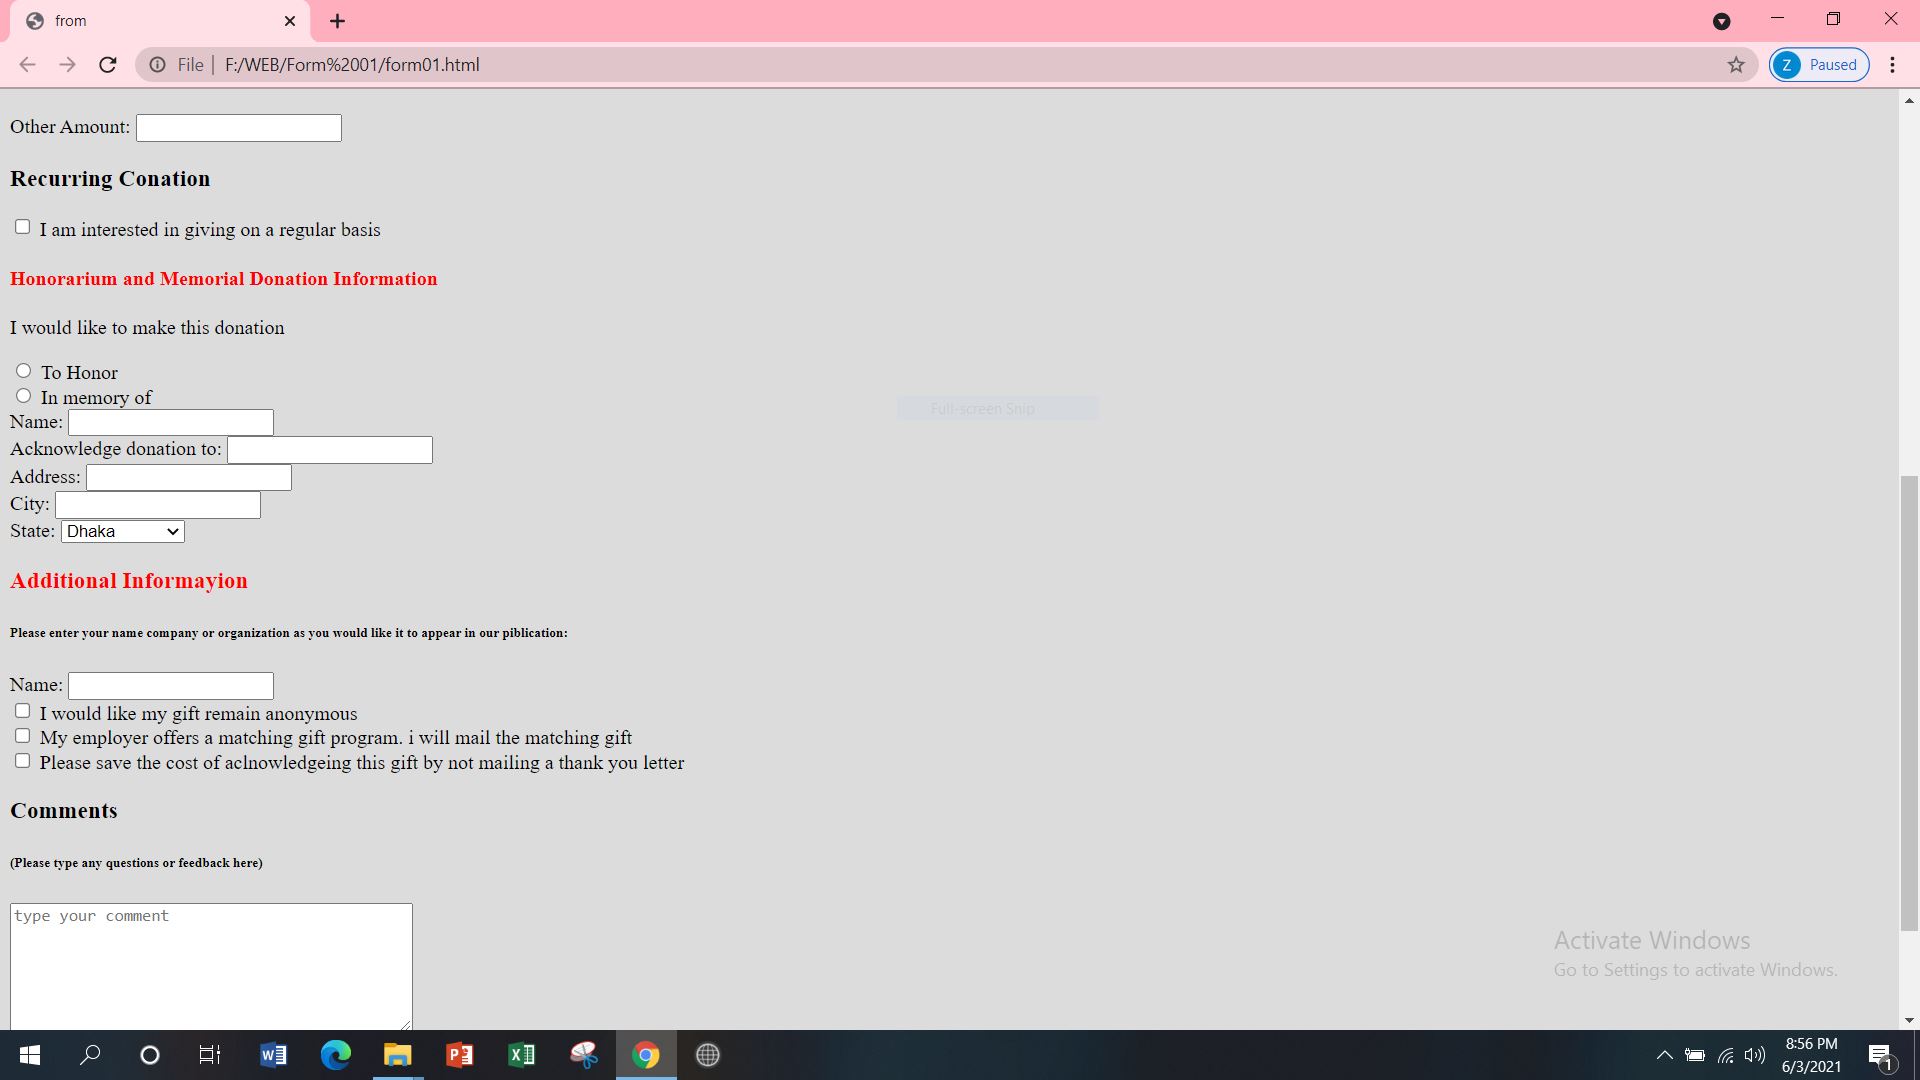 from
File
F:/WEB/Form%2001/form01.html
Z Paused
Other Amount:
Recurring Conation
I am interested in giving on a regular basis
Honorarium and Memorial Donation Information
I would like to make this donation
To Honor
In memory of
Full-screen Snip
Name:
Acknowledge donation to:
Address:
City:
State: Dhaka
Additional Informayion
Please enter your name company or organization as you would like it to appear in our piblication:
Name:
I would like my gift remain anonymous
My employer offers a matching gift program. i will mail the matching gift
Please save the cost of aclnowledgeing this gift by not mailing a thank you letter
Comments
(Please type any questions or feedback here)
type your comment
Activate Windows
Go to Settings to activate Windows.
8:56 PM
6/3/2021
1